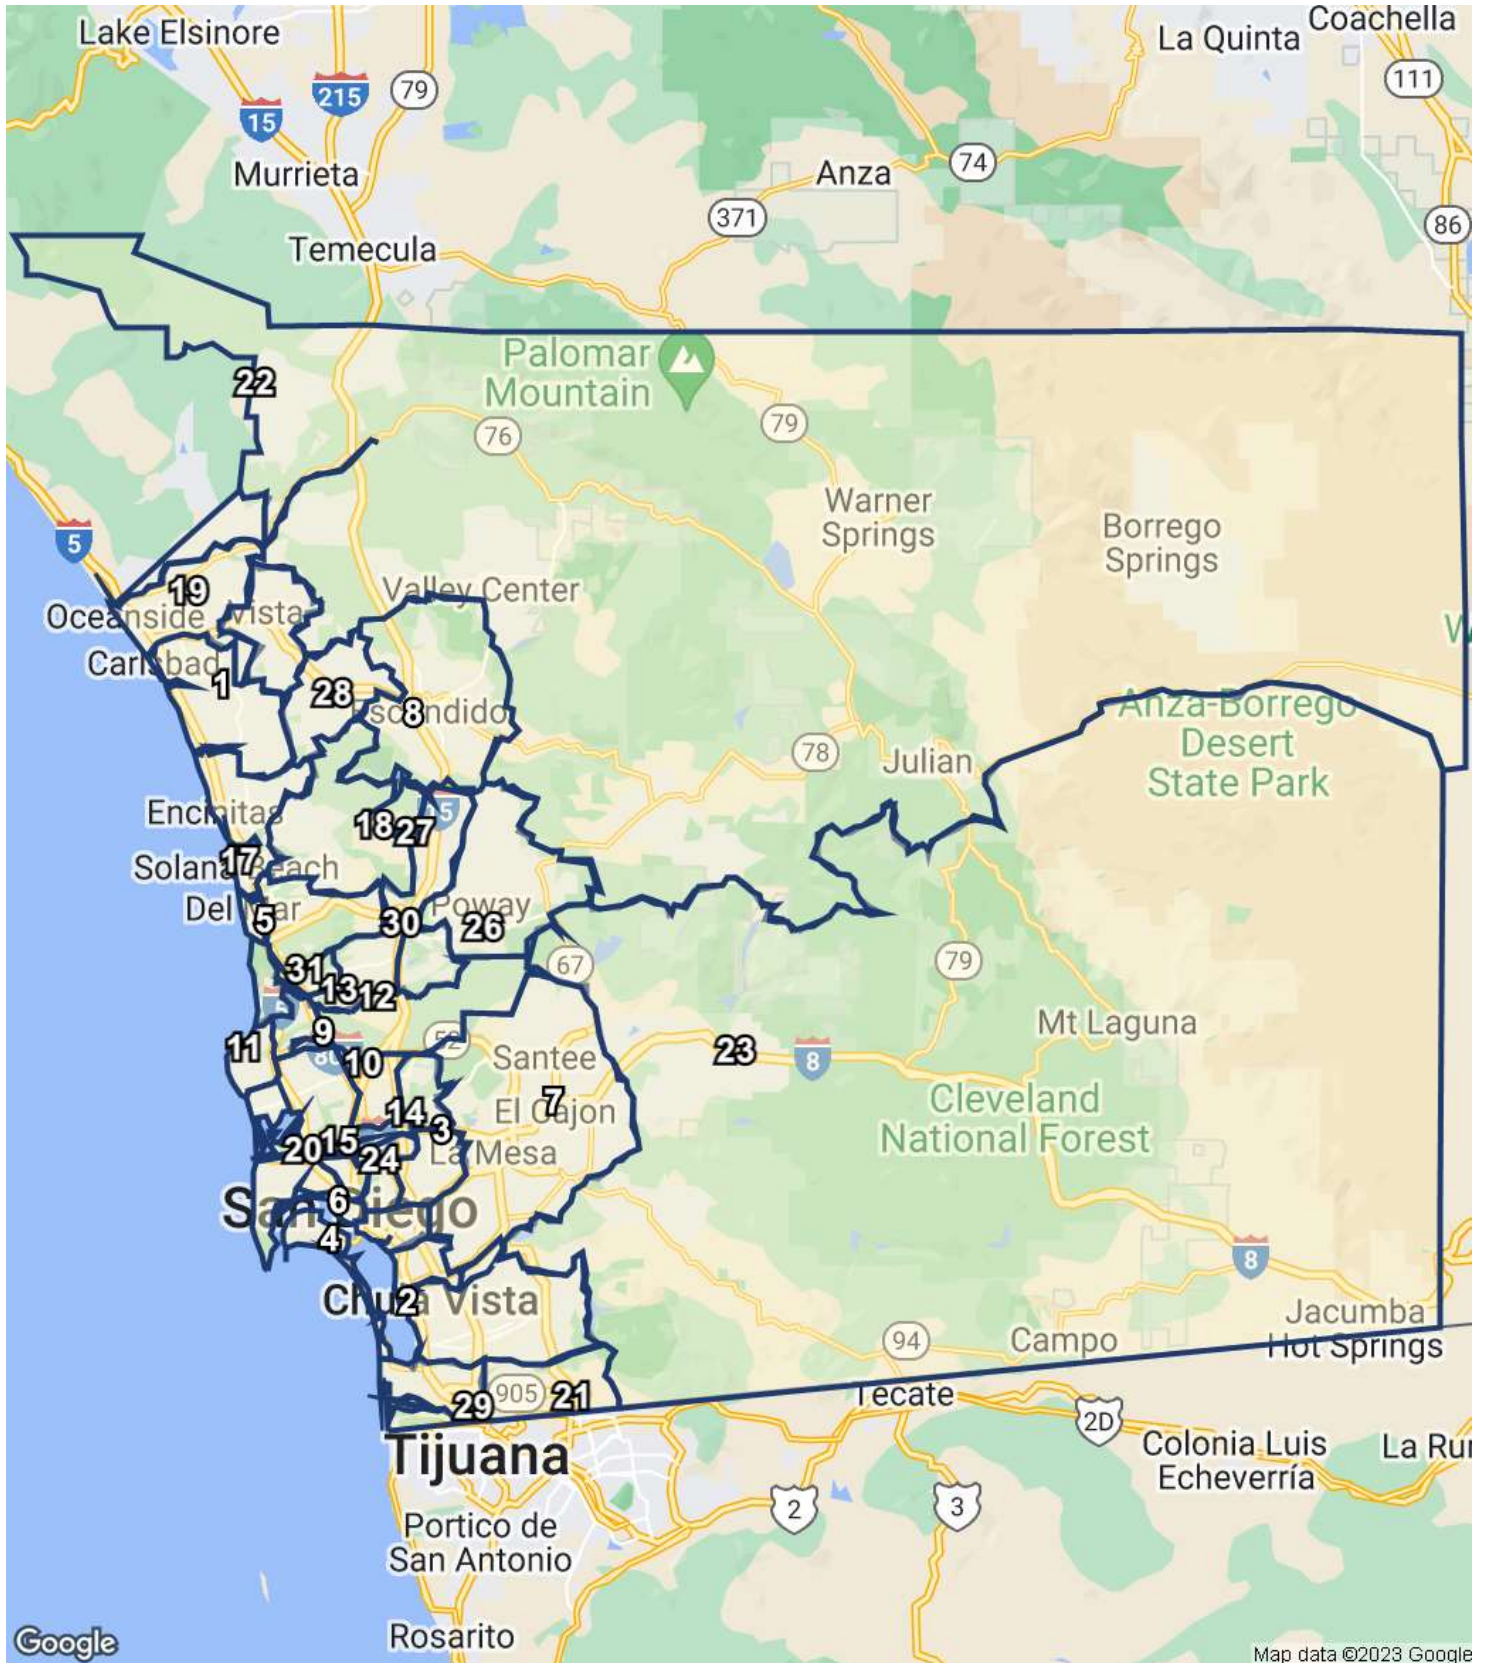 Lake Elsinore
La Quinta
Coachella
215
79
111
15
Murrieta
Anza
74
371
86
Temecula
Palomar
Mountain
22
79
76
Warner
Springs
Borrego
Springs
5
19
Valley Center
Oceanside
Vista
Carlsbad
1
28
8
Escondido
Anza-Borrego
Desert
State Park
78
Julian
Encinitas
18
27
17
Solana Beach
Del Mar
5
30
Poway
26
67
79
31
13
12
11
9
52
10
Santee
23
8
Mt Laguna
7
El Cajon
Cleveland
National Forest
14
3
20
15
24
La Mesa
San Diego
6
4
8
2
Chula Vista
Jacumba
Hot Springs
94
Campo
29
905
21
Tecate
2D
Tijuana
Colonia Luis
Echeverría
La Rum
2
3
Portico de
San Antonio
Rosarito
Google
Map data ©2023 Google